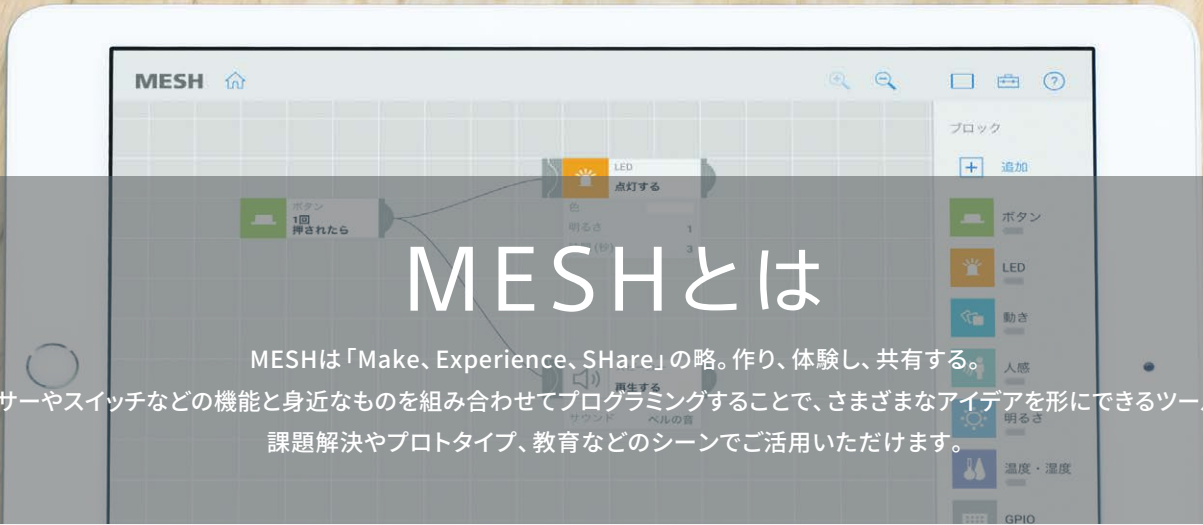 MESH
ブロック
追加
LED
点灯する
ボタン
1回
押されたら
色
明るさ 1
(秒) 3
ボタン
LED
動き
人感
明るさ
温度・湿度
GPIO
MESHとは
MESHは「Make、Experience、SHare」の略。作り、体験し、共有する。
サーやスイッチなどの機能と身近なものを組み合わせてプログラミングすることで、さまざまなアイデアを形にできるツー
課題解決やプロトタイプ、教育などのシーンでご活用いただけます。
再生する
サウンド ベルの音